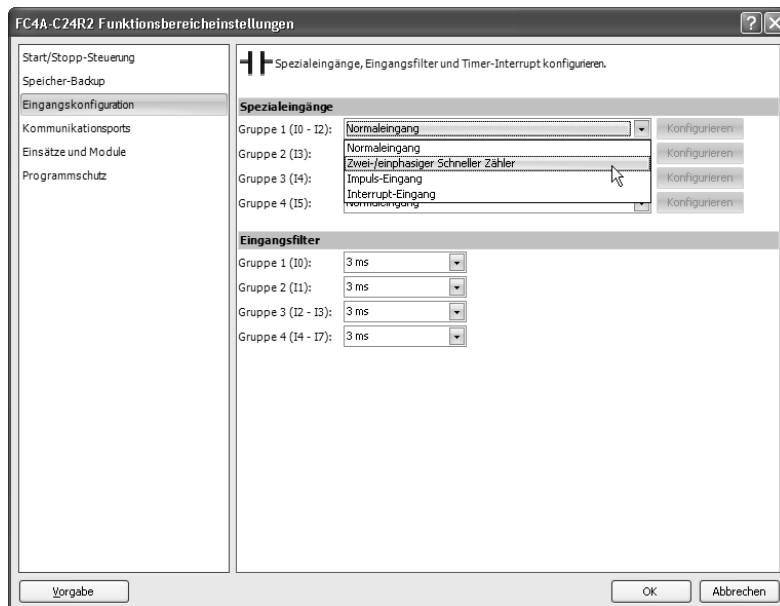 FC4A-C24R2 Funktionsbereicheinstellungen
Start/Stopp-Steuerung
Speicher-Backup
Eingangskonfiguration
Kommunikationsports
Einsätze und Module
Programmschutz
Spezialeingänge, Eingangsfilter und Timer-Interrupt konfigurieren.
Spezialeingänge
Gruppe 1 (I0 - I2): Normaleingang Konfigurieren
Normaleingang
Gruppe 2 (I3): Konfigurieren
Zwei-/einphasiger Schneller Zähler
Gruppe 3 (I4): Impuls-Eingang Konfigurieren
Interrupt-Eingang
Gruppe 4 (I5): Normaleingang Konfigurieren
Eingangsfilter
Gruppe 1 (I0): 3 ms
Gruppe 2 (I1): 3 ms
Gruppe 3 (I2 - I3): 3 ms
Gruppe 4 (I4 - I7): 3 ms
Vorgabe OK Abbrechen